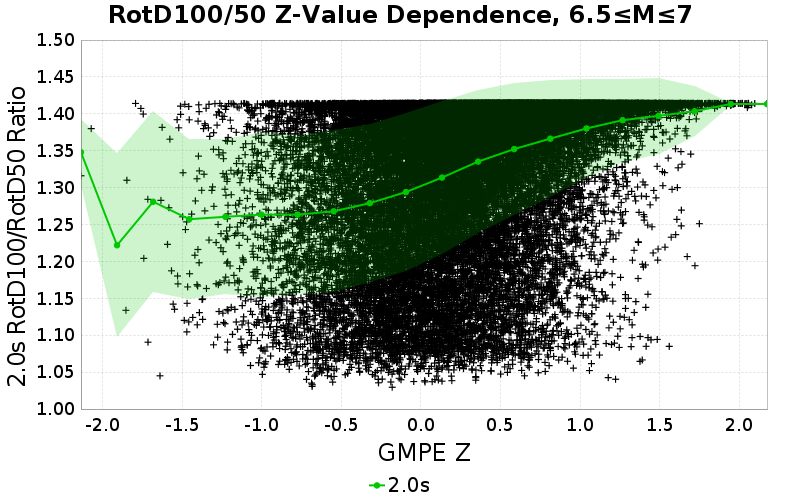 RotD100/50 Z-Value Dependence, 6.5≤M≤7
2.0s RotD100/RotD50 Ratio
1.50
1.45
1.40
1.35
1.30
1.25
1.20
1.15
1.10
1.05
1.00
-2.0 -1.5 -1.0 -0.5 0.0 0.5 1.0 1.5 2.0
GMPE Z
2.0s